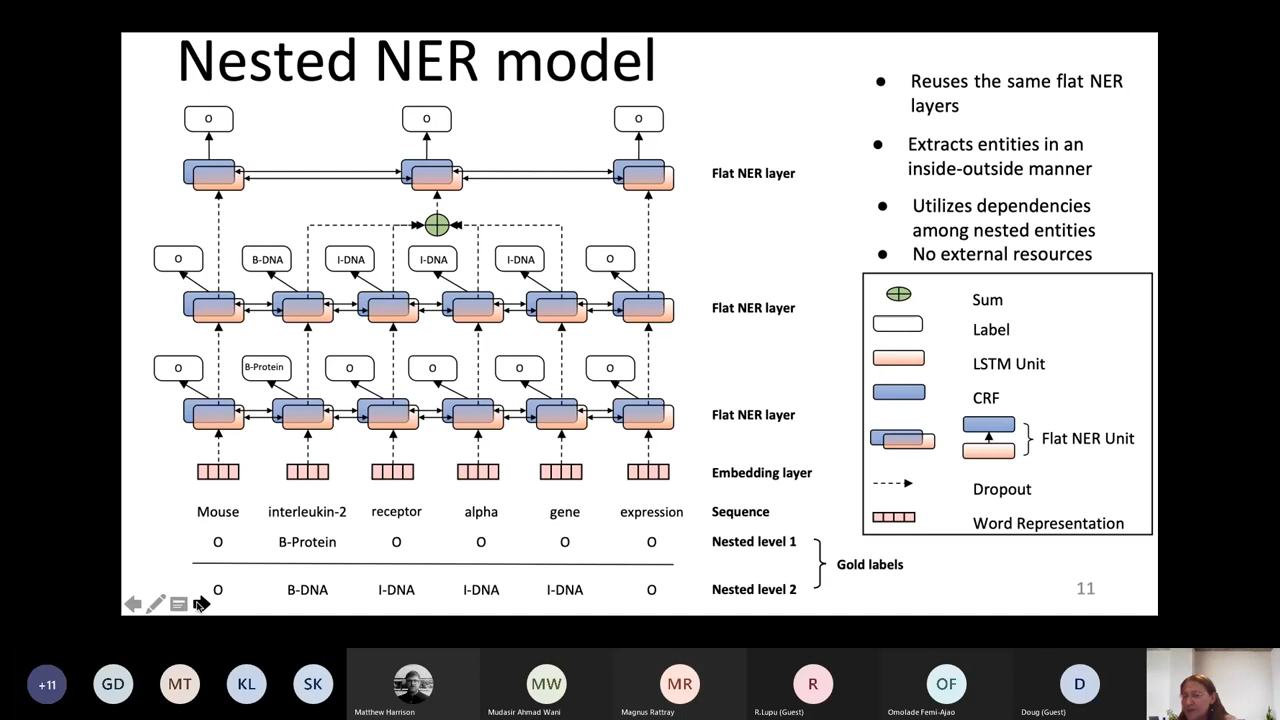 Nested NER model
● Reuses the same flat NER
layers
● Extracts entities in an
inside-outside manner
● Utilizes dependencies
among nested entities
● No external resources
O O O
Flat NER layer
O B-DNA I-DNA I-DNA I-DNA O
Flat NER layer
O B-Protein O O O O
Flat NER layer
Embedding layer
Mouse interleukin-2 receptor alpha gene expression Sequence
O B-Protein O O O O Nested level 1
Gold labels
O B-DNA I-DNA I-DNA I-DNA O Nested level 2
Sum
Label
LSTM Unit
CRF
Flat NER Unit
Dropout
Word Representation
11
+11 GD MT KL SK MW MR R OF D
Matthew Harrison Mudasir Ahmad Wani Magnus Rattray R.Lupu (Guest) Omolade Femi-Ajao Doug (Guest)